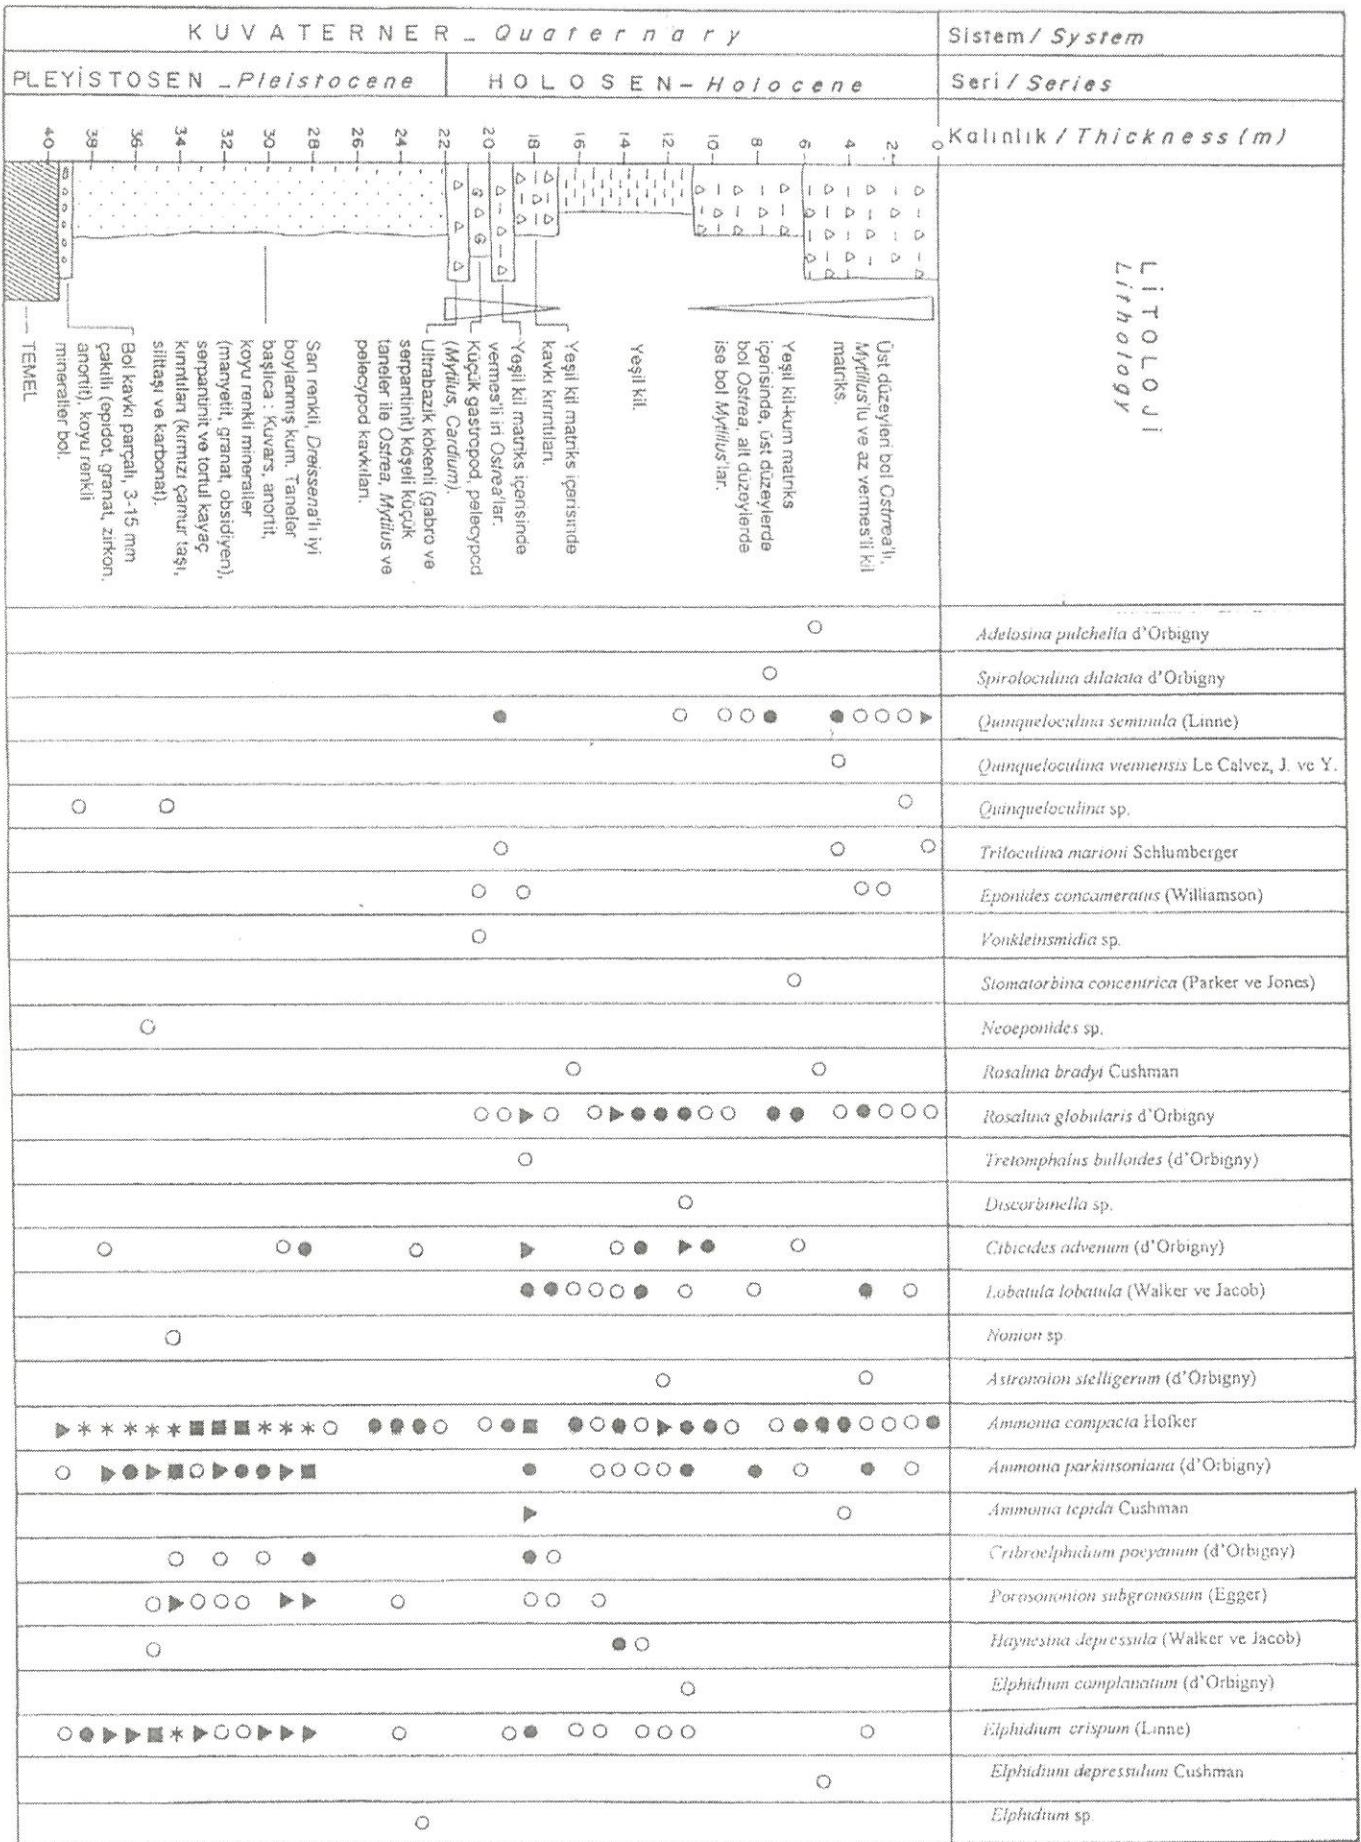 KUVATERNER – Quaternary
Sistem / System
PLEYİSTOSEN – Pleistocene
HOLOSEN – Holocene
Seri / Series
40 38 36 34 32 30 28 26 24 22 20 18 16 14 12 10 8 6 4 2 0
Kalınlık / Thickness (m)
LİTOLOJİ
Lithology
Üst düzeyleri bol Ostrea'lı,
Mytillus'lu ve az vermes'li kil
matriks.
Yeşil kil-kum matriks
içerisinde, üst düzeylerde
bol Ostrea, alt düzeylerde
ise bol Mytillus'lar.
Yeşil kil.
Yeşil kil matriks içerisinde
kavkı kırıntıları.
Yeşil kil matriks içerisinde
vermes'li iri Ostrea'lar.
Küçük gastropod, pelecypod
(Mytilus, Cardium).
Ultrabazik kökenli (gabro ve
serpantinit) köşeli küçük
taneler ile Ostrea, Mytilus ve
pelecypod kavkıları.
Sarı renkli, Dreissena'lı iyi
boylanmış kum. Taneler
başlıca : Kuvars, anortit,
koyu renkli mineraller
(manyetit, granat, obsidiyen),
serpantinit ve tortul kayaç
kırıntıları (kırmızı çamur taşı,
silttaşı ve karbonat).
Bol kavkı parçalı, 3-15 mm
çakıllı (epidot, granat, zirkon,
anortit), koyu renkli
mineraller bol.
TEMEL
Adelosina pulchella d'Orbigny
Spiroloculina dilatata d'Orbigny
Quinqueloculina seminula (Linne)
Quinqueloculina viennensis Le Calvez, J. ve Y.
Quinqueloculina sp.
Triloculina marioni Schlumberger
Eponides concameratus (Williamson)
Vonkleinsmidia sp.
Stomatorbina concentrica (Parker ve Jones)
Neoeponides sp.
Rosalina bradyi Cushman
Rosalina globularis d'Orbigny
Tretomphalus bulloides (d'Orbigny)
Discorbinella sp.
Cibicides advenum (d'Orbigny)
Lobatula lobatula (Walker ve Jacob)
Nonion sp.
Astrononion stelligerum (d'Orbigny)
Ammonia compacta Hofker
Ammonia parkinsoniana (d'Orbigny)
Ammonia tepida Cushman
Cribroelphidium poeyanum (d'Orbigny)
Porosononion subgronosum (Egger)
Haynesina depressula (Walker ve Jacob)
Elphidium complanatum (d'Orbigny)
Elphidium crispum (Linne)
Elphidium depressulum Cushman
Elphidium sp.